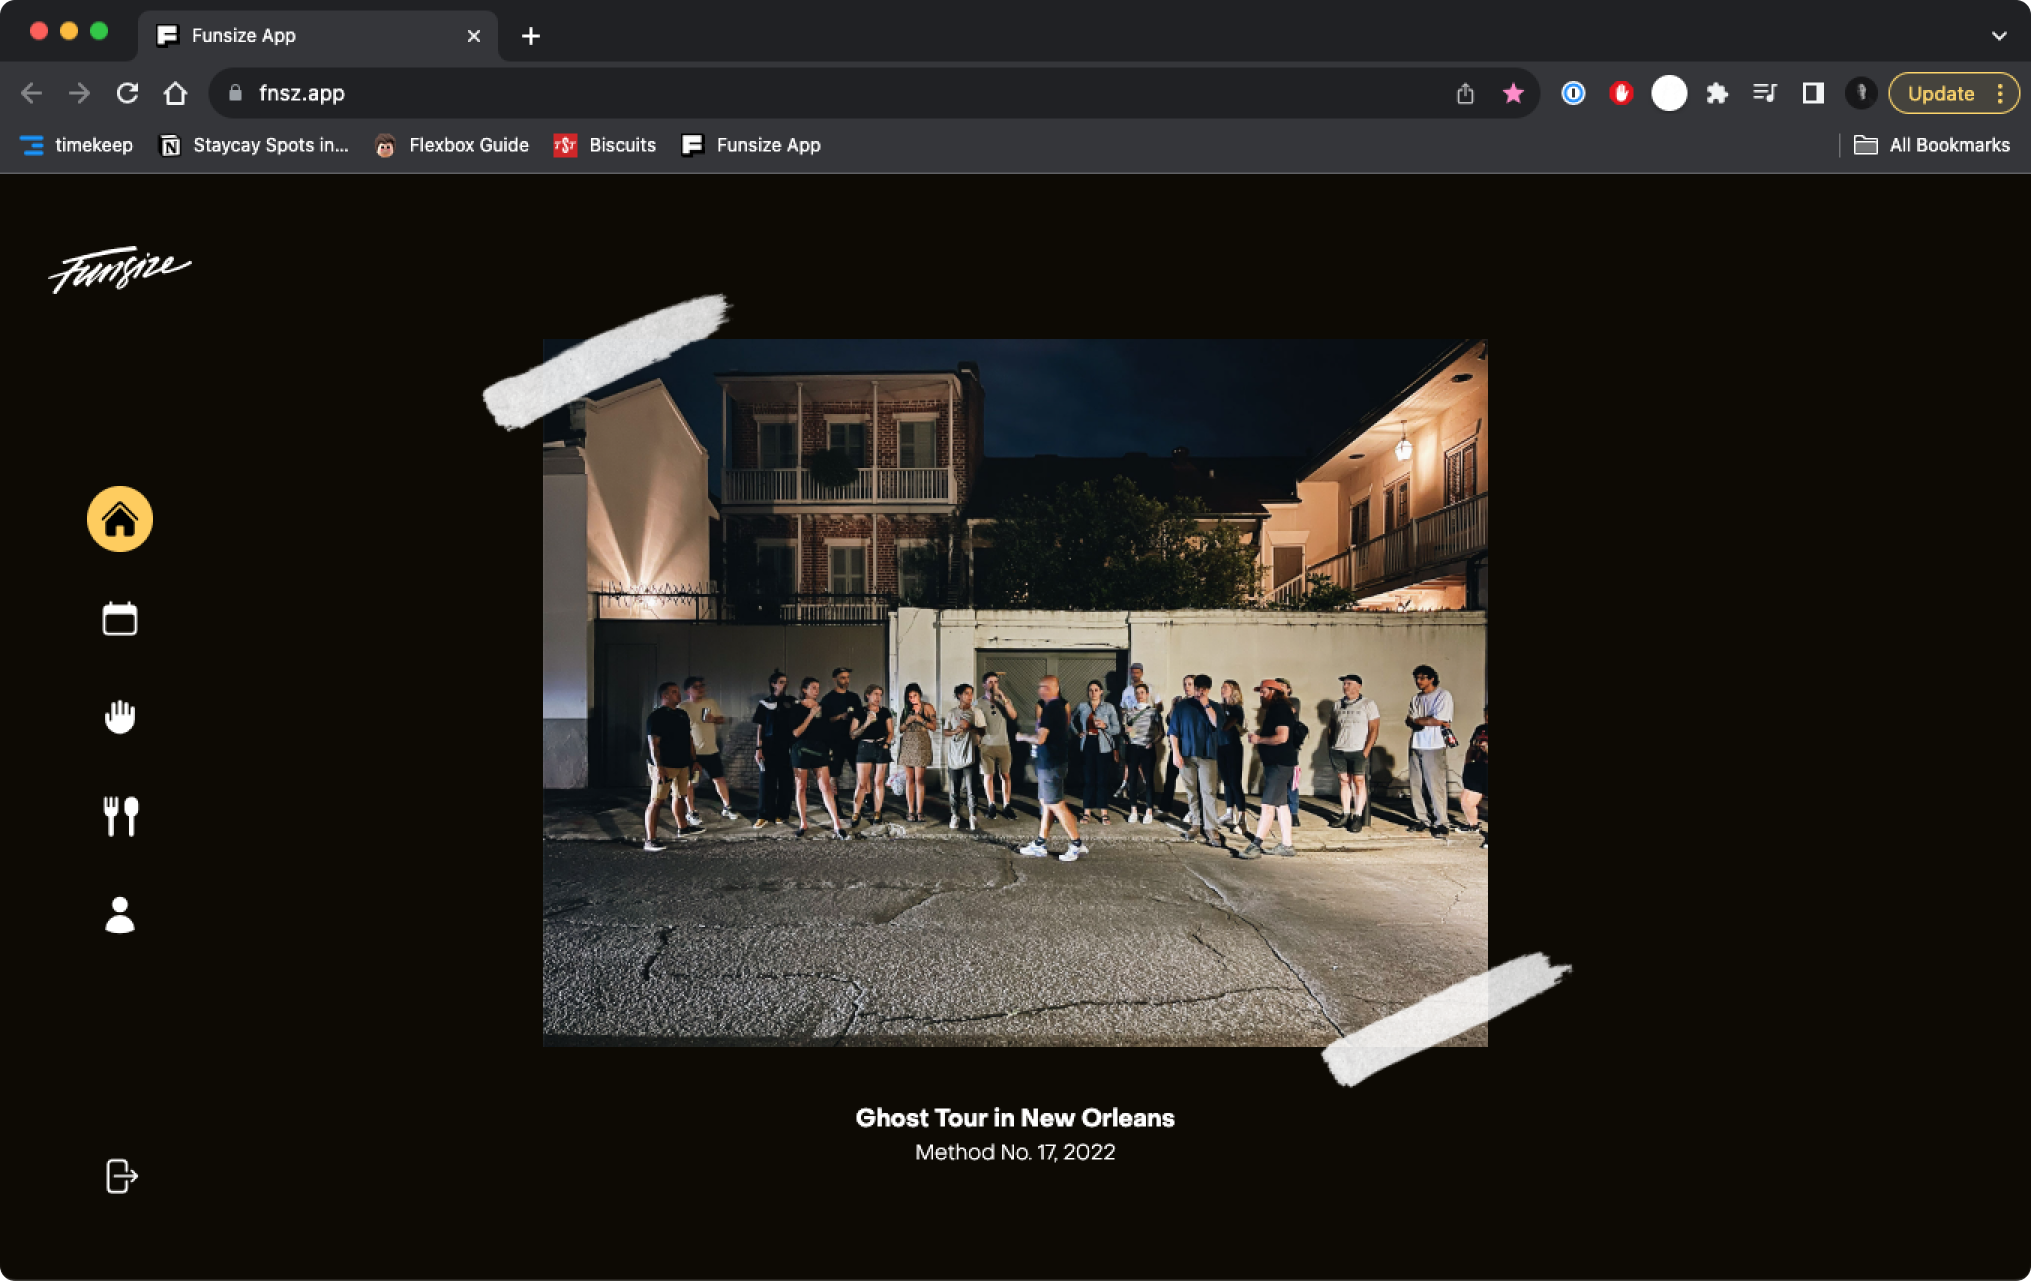 Funsize App
fnsz.app
Update
timekeep
Staycay Spots in...
Flexbox Guide
TST
Biscuits
Funsize App
All Bookmarks
Funsize
Ghost Tour in New Orleans
Method No. 17, 2022